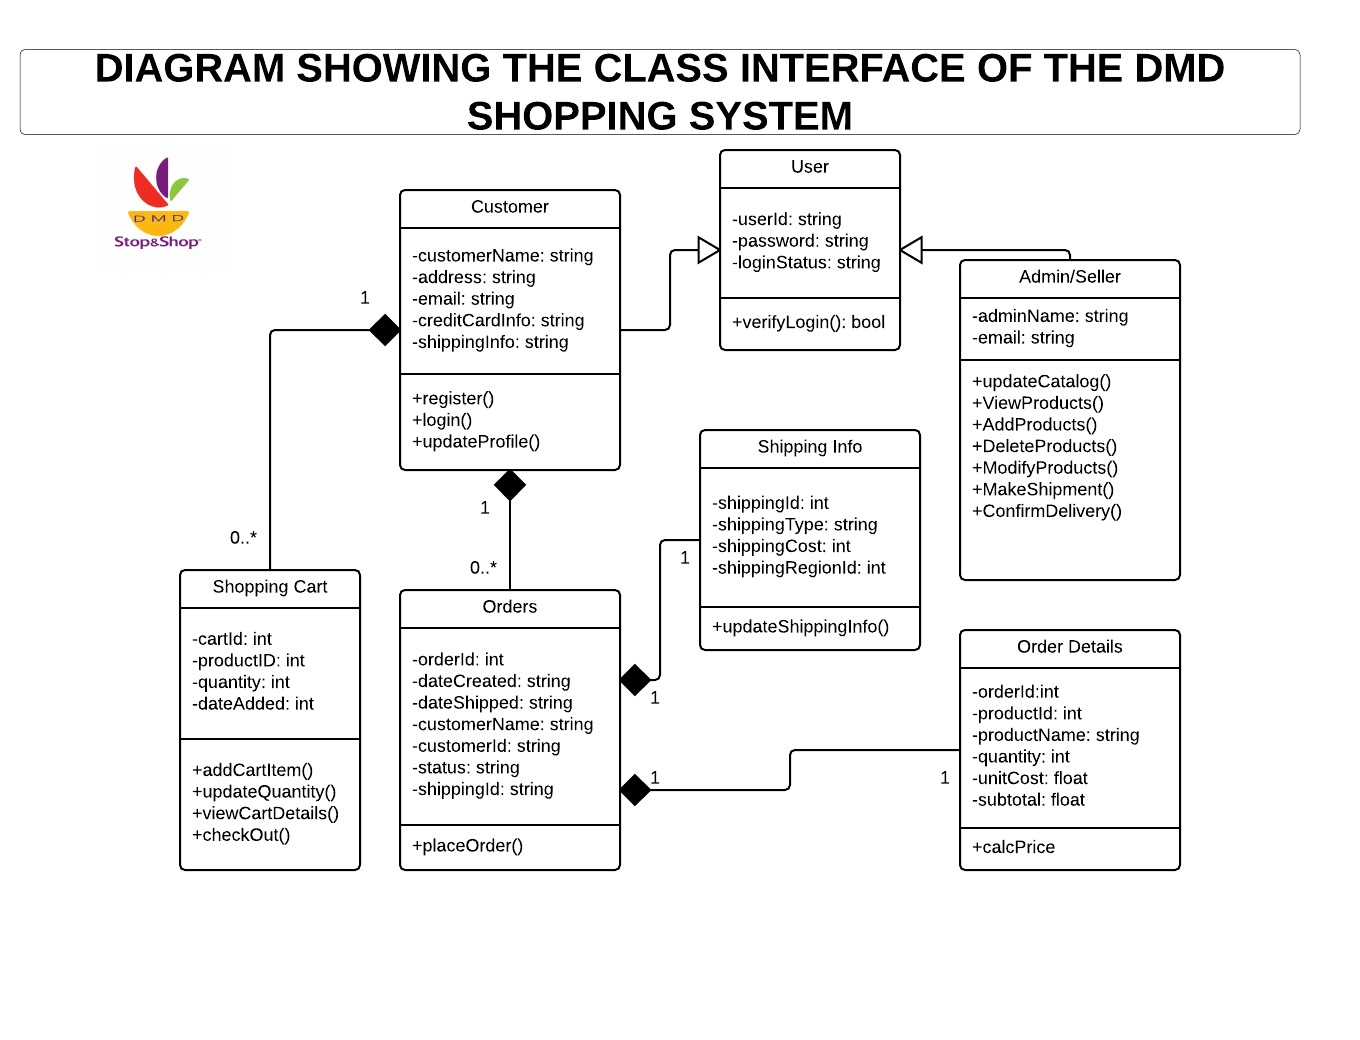 DIAGRAM SHOWING THE CLASS INTERFACE OF THE DMD
SHOPPING SYSTEM
D M D
Stop&Shop®
Customer
-customerName: string
-address: string
-email: string
-creditCardInfo: string
-shippingInfo: string
+register()
+login()
+updateProfile()
User
-userId: string
-password: string
-loginStatus: string
+verifyLogin(): bool
Admin/Seller
-adminName: string
-email: string
+updateCatalog()
+ViewProducts()
+AddProducts()
+DeleteProducts()
+ModifyProducts()
+MakeShipment()
+ConfirmDelivery()
1
0..*
1
0..*
Shopping Cart
-cartId: int
-productID: int
-quantity: int
-dateAdded: int
+addCartItem()
+updateQuantity()
+viewCartDetails()
+checkOut()
Orders
-orderId: int
-dateCreated: string
-dateShipped: string
-customerName: string
-customerId: string
-status: string
-shippingId: string
+placeOrder()
Shipping Info
-shippingId: int
-shippingType: string
-shippingCost: int
-shippingRegionId: int
+updateShippingInfo()
1
1
1
1
Order Details
-orderId:int
-productId: int
-productName: string
-quantity: int
-unitCost: float
-subtotal: float
+calcPrice